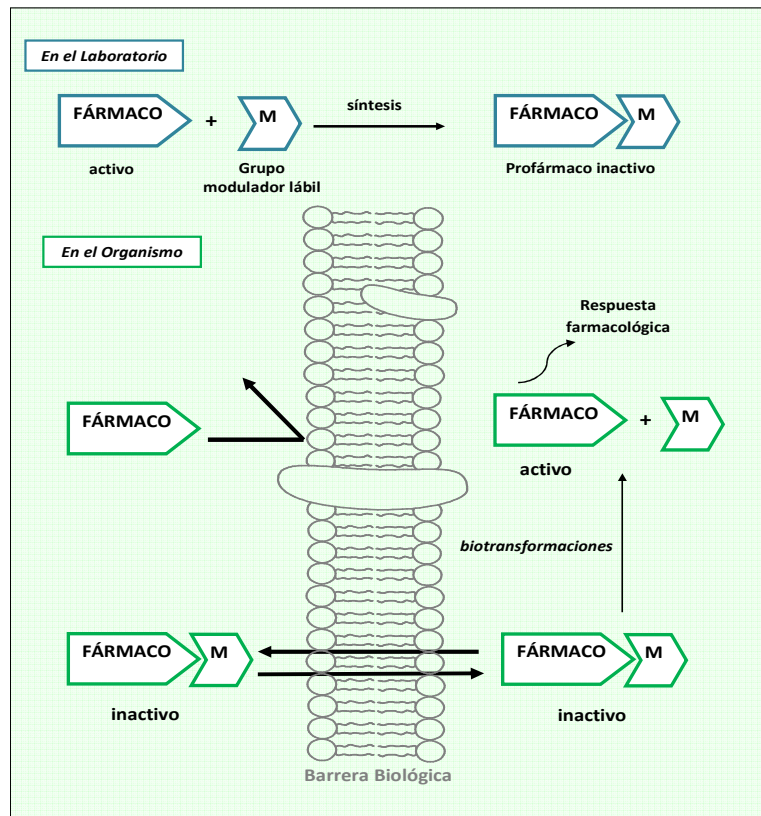 En el Laboratorio
FÁRMACO
+
M
síntesis
FÁRMACO
M
activo
Grupo
modulador lábil
Profármaco inactivo
En el Organismo
Respuesta
farmacológica
FÁRMACO
FÁRMACO
+
M
activo
biotransformaciones
FÁRMACO
M
FÁRMACO
M
inactivo
inactivo
Barrera Biológica